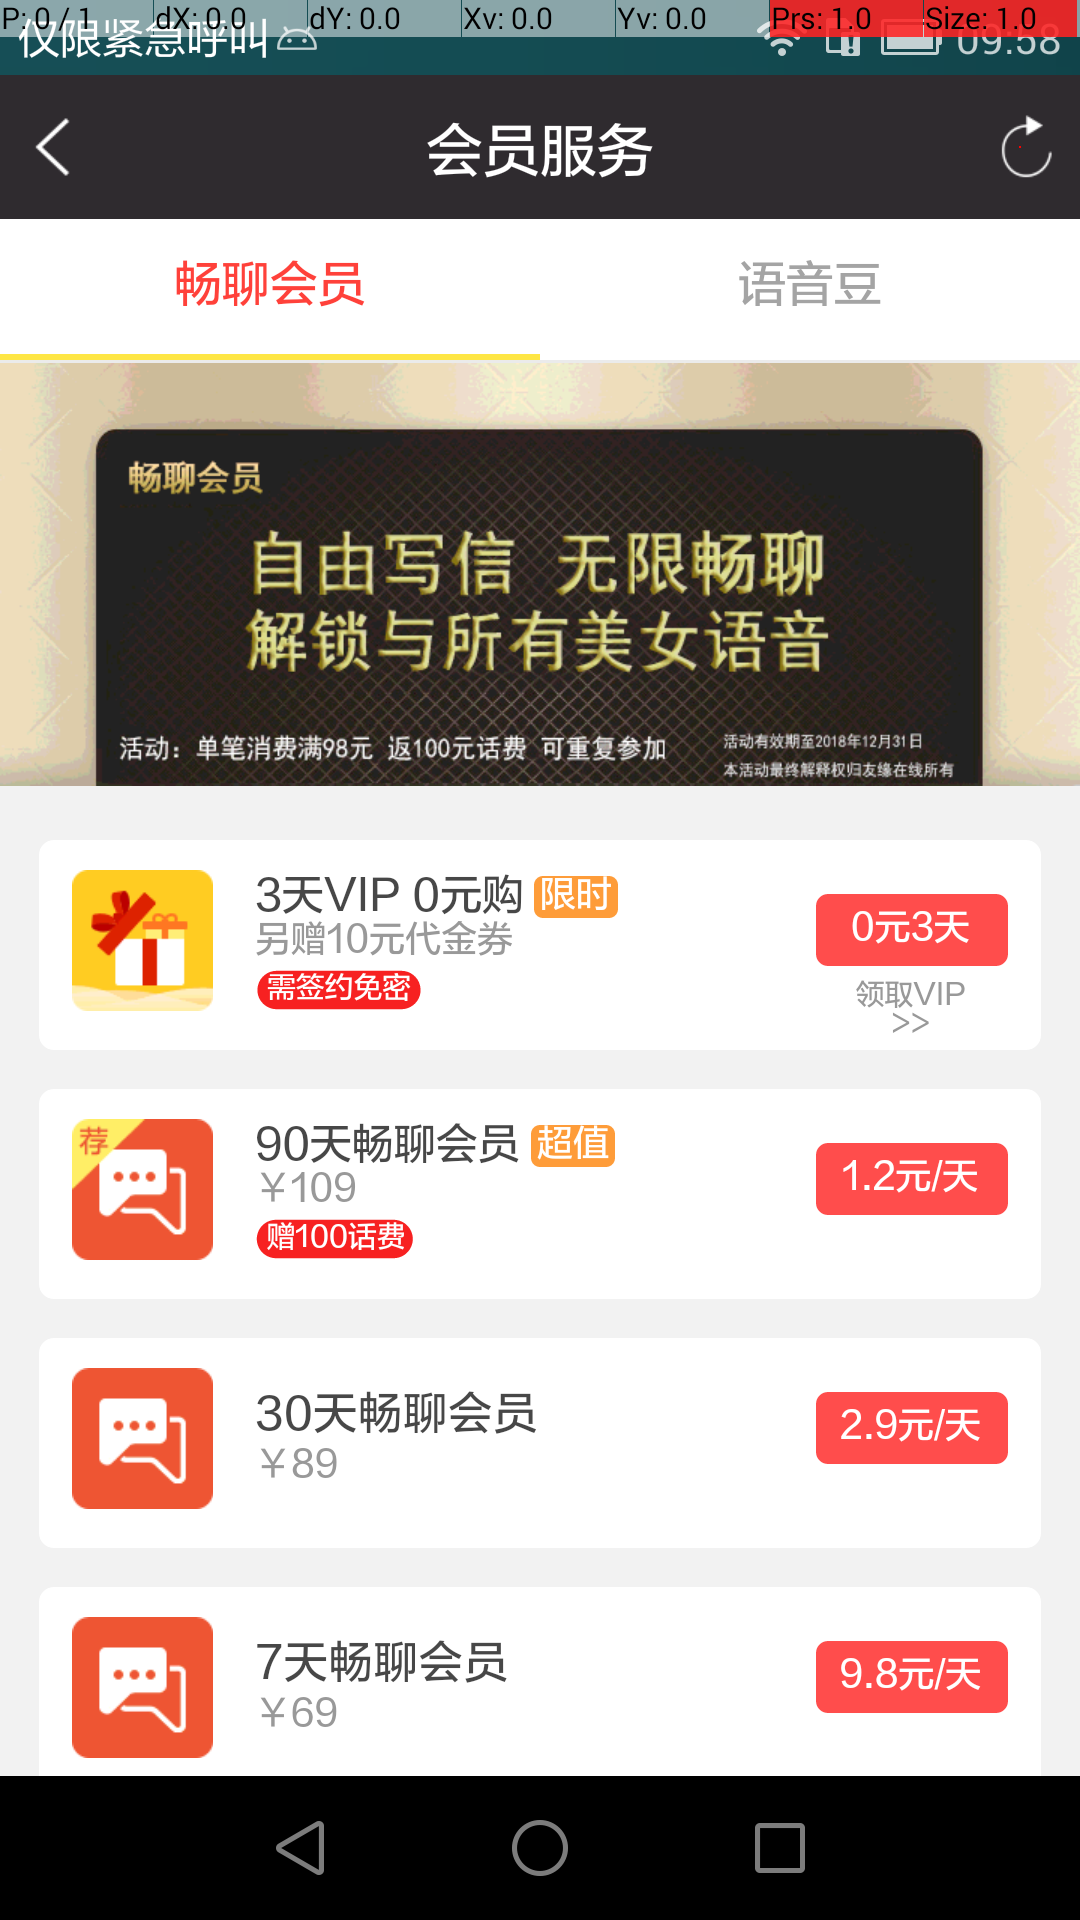 P: 0 / 1 dX: 0.0 dY: 0.0 Xv: 0.0 Yv: 0.0 Prs: 1.0 Size: 1.0
仅限紧急呼叫 09:58
会员服务
畅聊会员 语音豆
畅聊会员
自由写信 无限畅聊
解锁与所有美女语音
活动：单笔消费满98元 返100元话费 可重复参加
活动有效期至2018年12月31日
本活动最终解释权归友缘在线所有
3天VIP 0元购 限时
另赠10元代金券
需签约免密
0元3天
领取VIP
>>
荐
90天畅聊会员 超值
￥109
赠100话费
1.2元/天
30天畅聊会员
￥89
2.9元/天
7天畅聊会员
￥69
9.8元/天